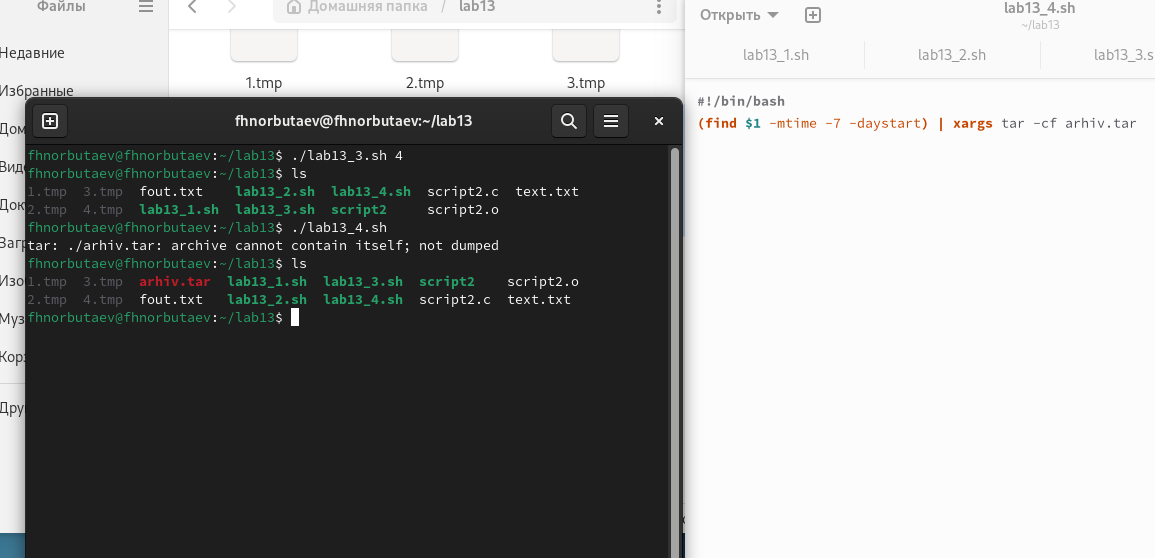 Файлы
Домашняя папка / lab13
Недавние
Избранные
1.tmp 2.tmp 3.tmp
fhnorbutaev@fhnorbutaev:~/lab13
fhnorbutaev@fhnorbutaev:~/lab13$ ./lab13_3.sh 4
fhnorbutaev@fhnorbutaev:~/lab13$ ls
1.tmp 3.tmp fout.txt lab13_2.sh lab13_4.sh script2.c text.txt
2.tmp 4.tmp lab13_1.sh lab13_3.sh script2 script2.o
fhnorbutaev@fhnorbutaev:~/lab13$ ./lab13_4.sh
tar: ./arhiv.tar: archive cannot contain itself; not dumped
fhnorbutaev@fhnorbutaev:~/lab13$ ls
1.tmp 3.tmp arhiv.tar lab13_1.sh lab13_3.sh script2 script2.o
2.tmp 4.tmp fout.txt lab13_2.sh lab13_4.sh script2.c text.txt
fhnorbutaev@fhnorbutaev:~/lab13$
Дом
Виде
Док
Загр
Изо
Муз
Корз
Дру
Открыть
lab13_4.sh
~/lab13
lab13_1.sh lab13_2.sh lab13_3.s
#!/bin/bash
(find $1 -mtime -7 -daystart) | xargs tar -cf arhiv.tar